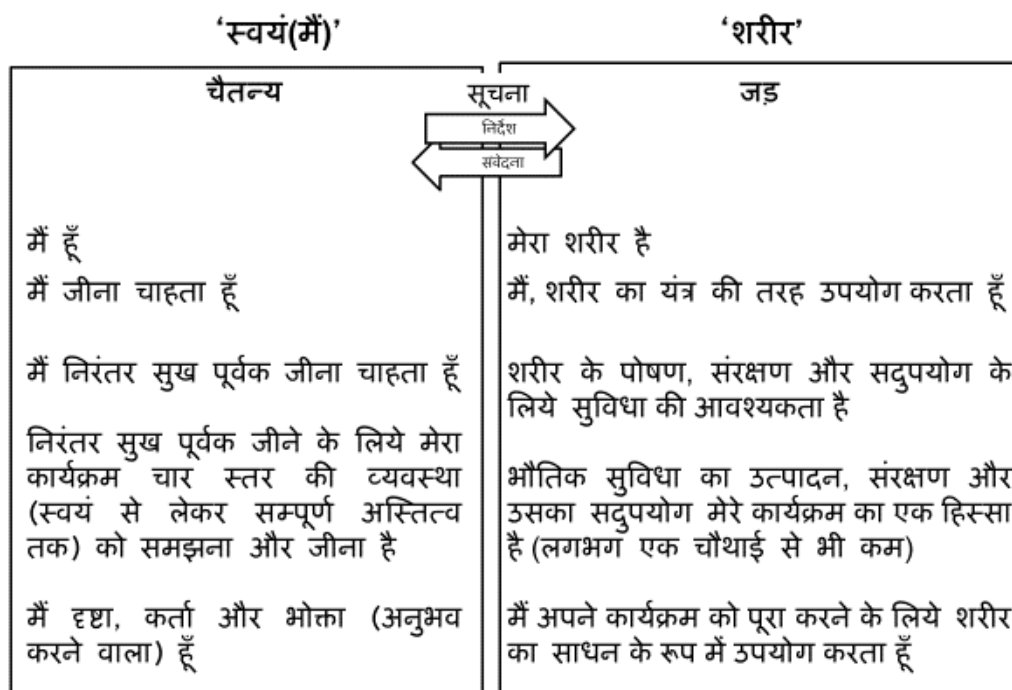 ‘स्वयं(मैं)’
‘शरीर’
चैतन्य
सूचना
जड़
निर्देश
संवेदना
मैं हूँ
मैं जीना चाहता हूँ
मैं निरंतर सुख पूर्वक जीना चाहता हूँ
निरंतर सुख पूर्वक जीने के लिये मेरा
कार्यक्रम चार स्तर की व्यवस्था
(स्वयं से लेकर सम्पूर्ण अस्तित्व
तक) को समझना और जीना है
मैं दृष्टा, कर्ता और भोक्ता (अनुभव
करने वाला) हूँ
मेरा शरीर है
मैं, शरीर का यंत्र की तरह उपयोग करता हूँ
शरीर के पोषण, संरक्षण और सदुपयोग के
लिये सुविधा की आवश्यकता है
भौतिक सुविधा का उत्पादन, संरक्षण और
उसका सदुपयोग मेरे कार्यक्रम का एक हिस्सा
है (लगभग एक चौथाई से भी कम)
मैं अपने कार्यक्रम को पूरा करने के लिये शरीर
का साधन के रूप में उपयोग करता हूँ